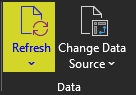 Refresh
Change Data
Source
Data